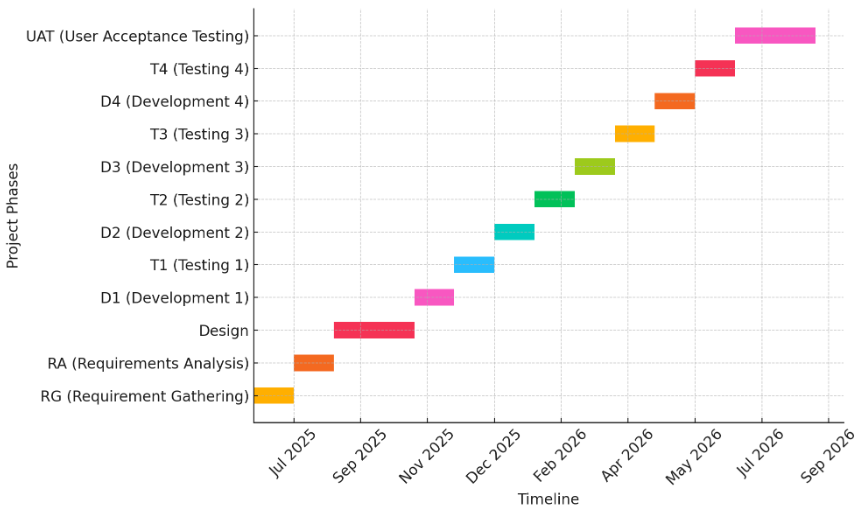 UAT (User Acceptance Testing)
T4 (Testing 4)
D4 (Development 4)
T3 (Testing 3)
D3 (Development 3)
T2 (Testing 2)
D2 (Development 2)
T1 (Testing 1)
D1 (Development 1)
Design
RA (Requirements Analysis)
RG (Requirement Gathering)
Project Phases
Jul 2025
Sep 2025
Nov 2025
Dec 2025
Feb 2026
Apr 2026
May 2026
Jul 2026
Sep 2026
Timeline